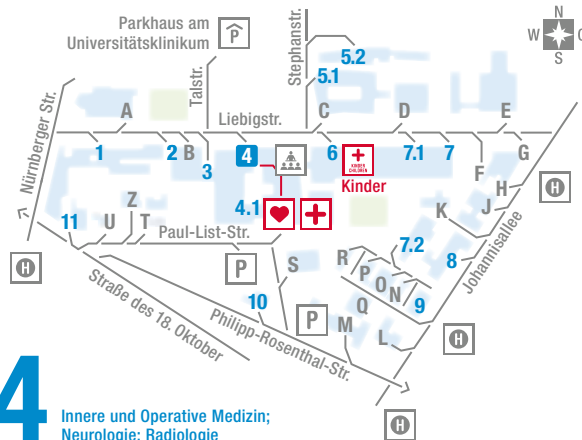 Parkhaus am
Universitätsklinikum
P
Stephanstr.
5.2
5.1
N
W O
S
Talstr.
Nürnberger Str.
A
Liebigstr.
C
D
E
1
2
B
3
4
6
KINDER
CHILDREN
Kinder
7.1
7
F
G
H
H
J
K
Johannisallee
4.1
Z
11
U
T
Paul-List-Str.
H
P
S
R
P
O
N
7.2
8
9
Q
10
P
M
L
H
Straße des 18. Oktober
Philipp-Rosenthal-Str.
H
4
Innere und Operative Medizin;
Neurologie; Radiologie